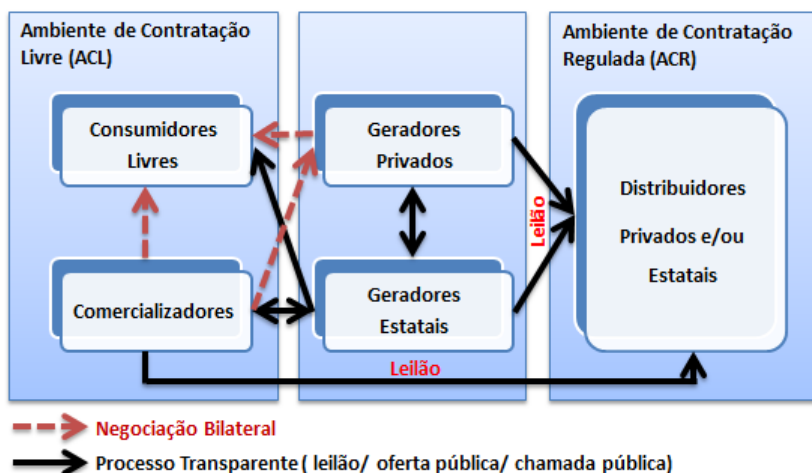 Ambiente de Contratação
Livre (ACL)
Ambiente de Contratação
Regulada (ACR)
Consumidores
Livres
Geradores
Privados
Distribuidores
Privados e/ou
Estatais
Leilão
Comercializadores
Geradores
Estatais
Leilão
Negociação Bilateral
Processo Transparente ( leilão/ oferta pública/ chamada pública)